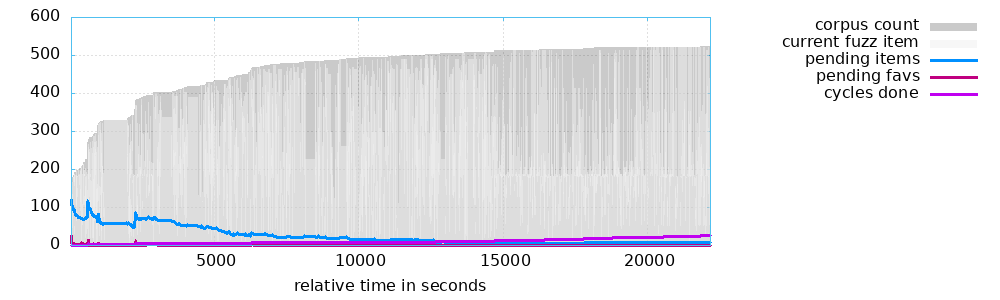 600
500
400
300
200
100
0
5000
10000
15000
20000
relative time in seconds
corpus count
current fuzz item
pending items
pending favs
cycles done